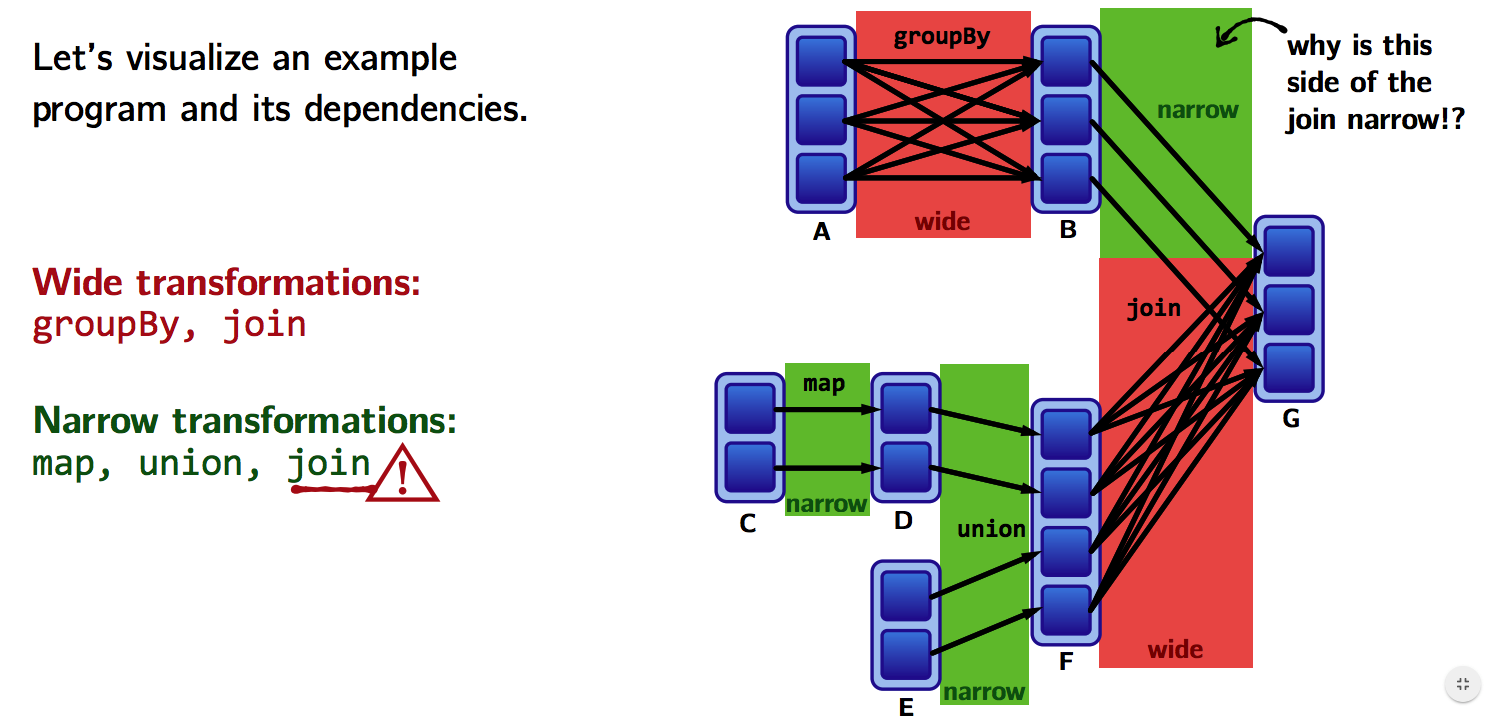 Let's visualize an example
program and its dependencies.
Wide transformations:
groupBy, join
Narrow transformations:
map, union, join
!
groupBy
wide
A
B
narrow
why is this
side of the
join narrow!?
join
wide
G
map
narrow
C
D
union
narrow
E
F